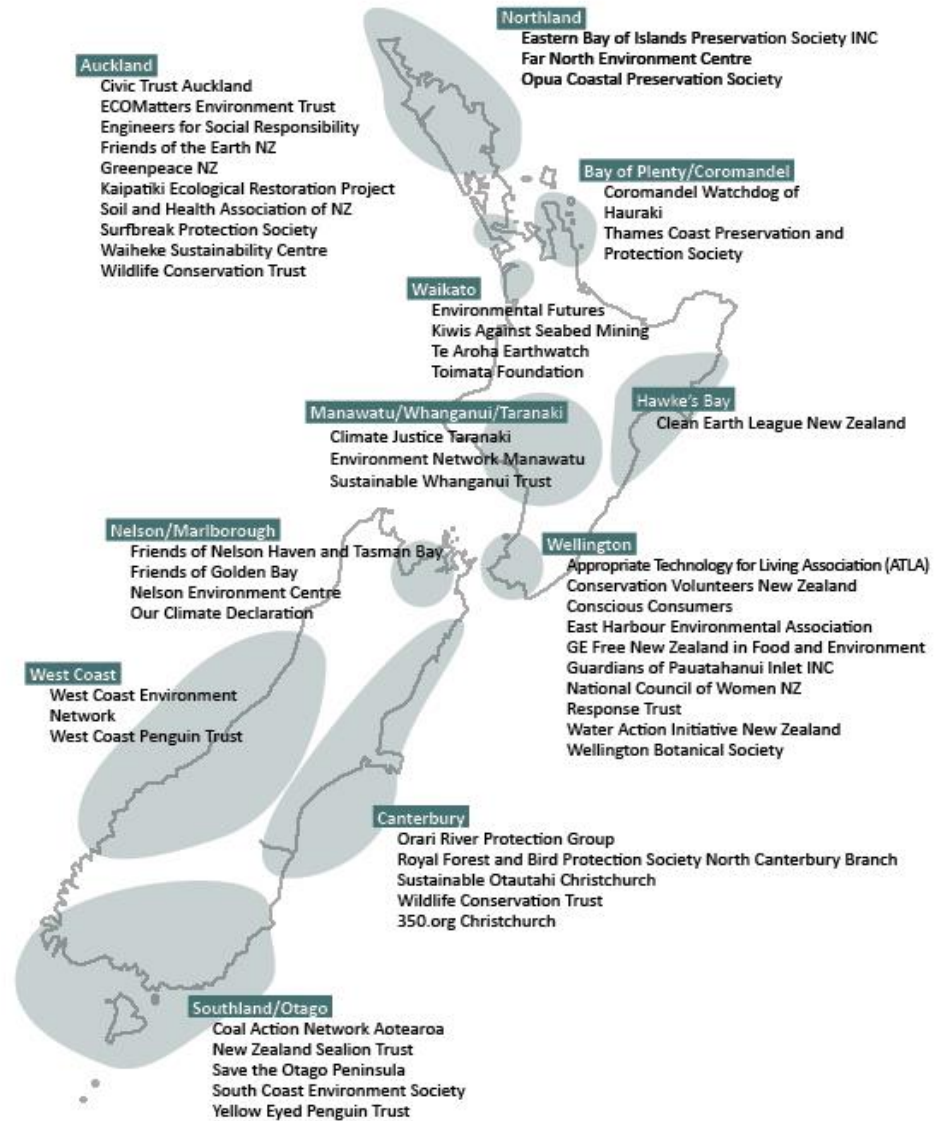 Northland
Eastern Bay of Islands Preservation Society INC
Far North Environment Centre
Opua Coastal Preservation Society
Auckland
Civic Trust Auckland
ECOMatters Environment Trust
Engineers for Social Responsibility
Friends of the Earth NZ
Greenpeace NZ
Kaipatiki Ecological Restoration Project
Soil and Health Association of NZ
Surfbreak Protection Society
Waiheke Sustainability Centre
Wildlife Conservation Trust
Bay of Plenty/Coromandel
Coromandel Watchdog of
Hauraki
Thames Coast Preservation and
Protection Society
Waikato
Environmental Futures
Kiwis Against Seabed Mining
Te Aroha Earthwatch
Toimata Foundation
Hawke's Bay
Clean Earth League New Zealand
Manawatu/Whanganui/Taranaki
Climate Justice Taranaki
Environment Network Manawatu
Sustainable Whanganui Trust
Nelson/Marlborough
Friends of Nelson Haven and Tasman Bay
Friends of Golden Bay
Nelson Environment Centre
Our Climate Declaration
Wellington
Appropriate Technology for Living Association (ATLA)
Conservation Volunteers New Zealand
Conscious Consumers
East Harbour Environmental Association
GE Free New Zealand in Food and Environment
Guardians of Pauatahanui Inlet INC
National Council of Women NZ
Response Trust
Water Action Initiative New Zealand
Wellington Botanical Society
West Coast
West Coast Environment
Network
West Coast Penguin Trust
Canterbury
Orari River Protection Group
Royal Forest and Bird Protection Society North Canterbury Branch
Sustainable Otautahi Christchurch
Wildlife Conservation Trust
350.org Christchurch
Southland/Otago
Coal Action Network Aotearoa
New Zealand Sealion Trust
Save the Otago Peninsula
South Coast Environment Society
Yellow Eyed Penguin Trust